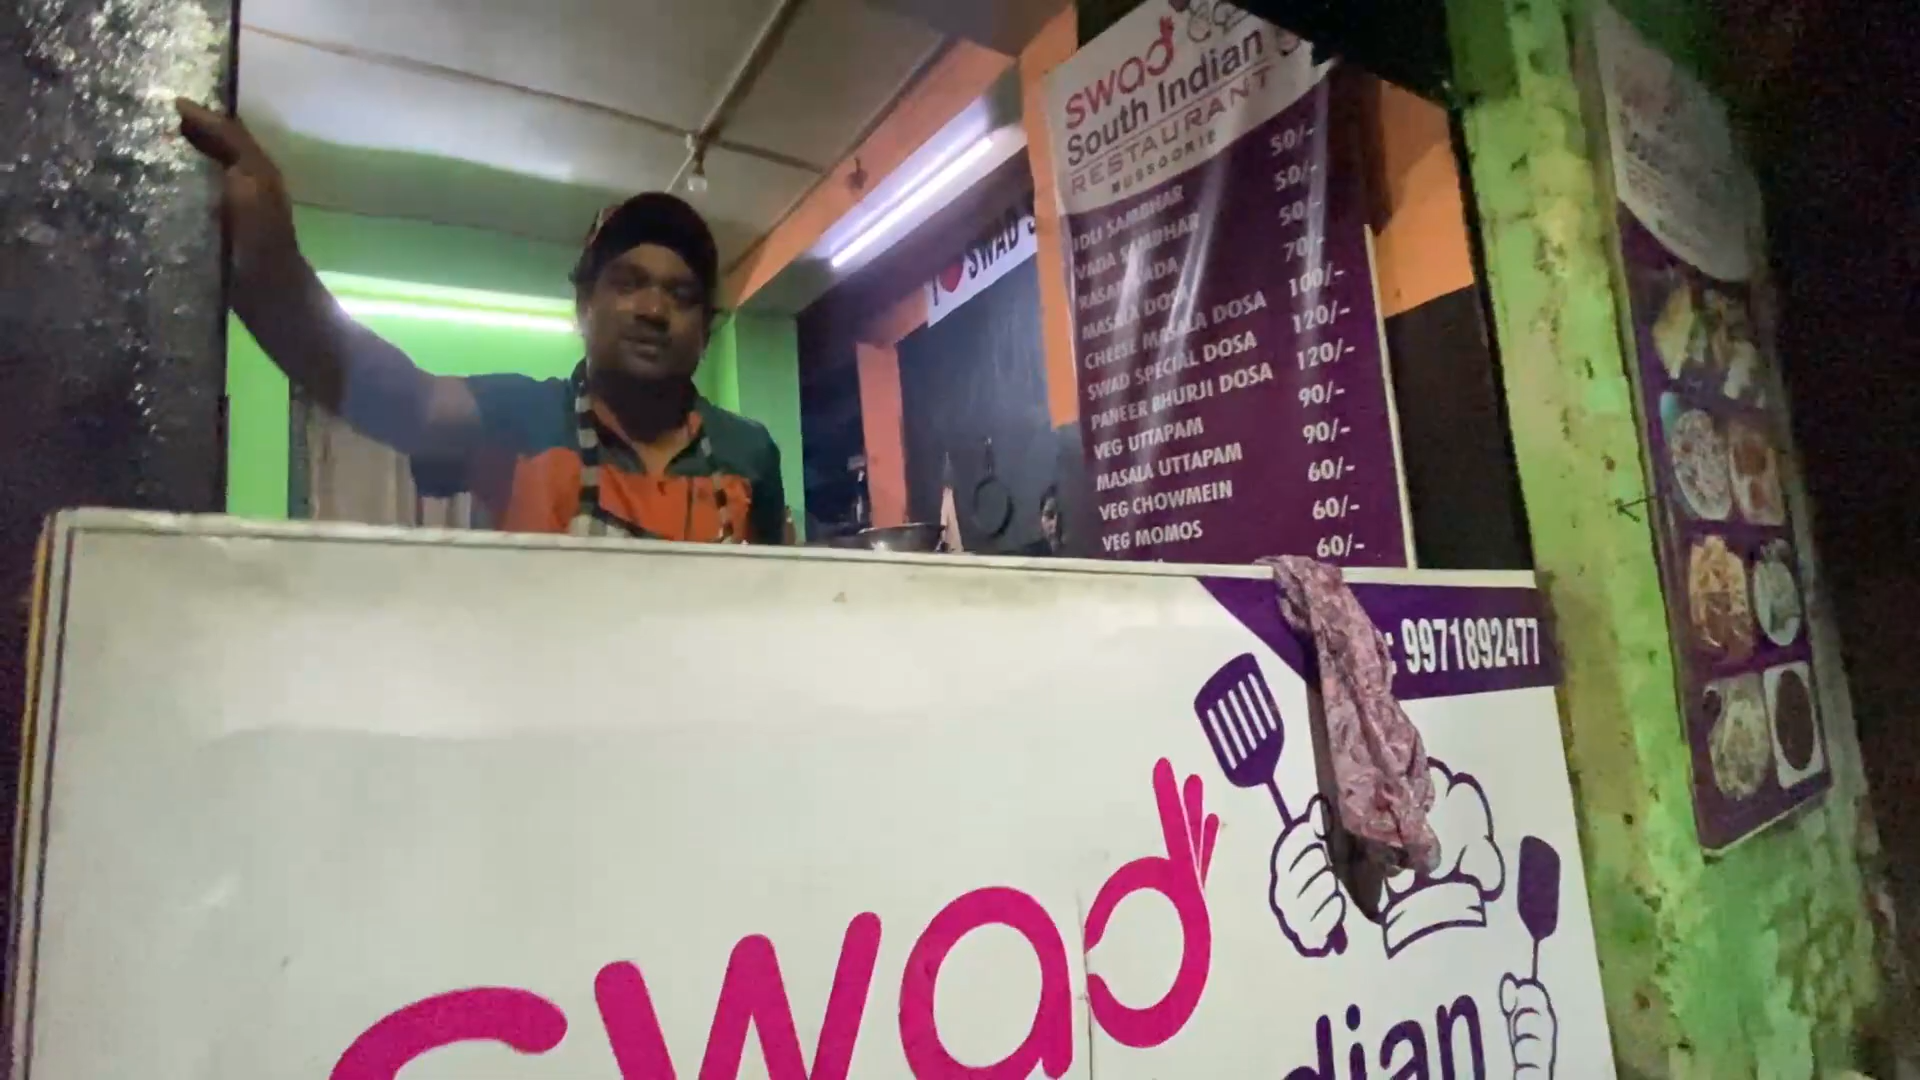 swad
South Indian
RESTAURANT
MUSSOORIE
IDLI SAMBHAR 50/-
VADA SAMBHAR 50/-
RASAM VADA 50/-
MASALA DOSA 70/-
CHEESE MASALA DOSA 100/-
SWAD SPECIAL DOSA 120/-
PANEER BHURJI DOSA 120/-
VEG UTTAPAM 90/-
MASALA UTTAPAM 90/-
VEG CHOWMEIN 60/-
VEG MOMOS 60/-
60/-
I SWAD S
: 9971892477
swad
dian